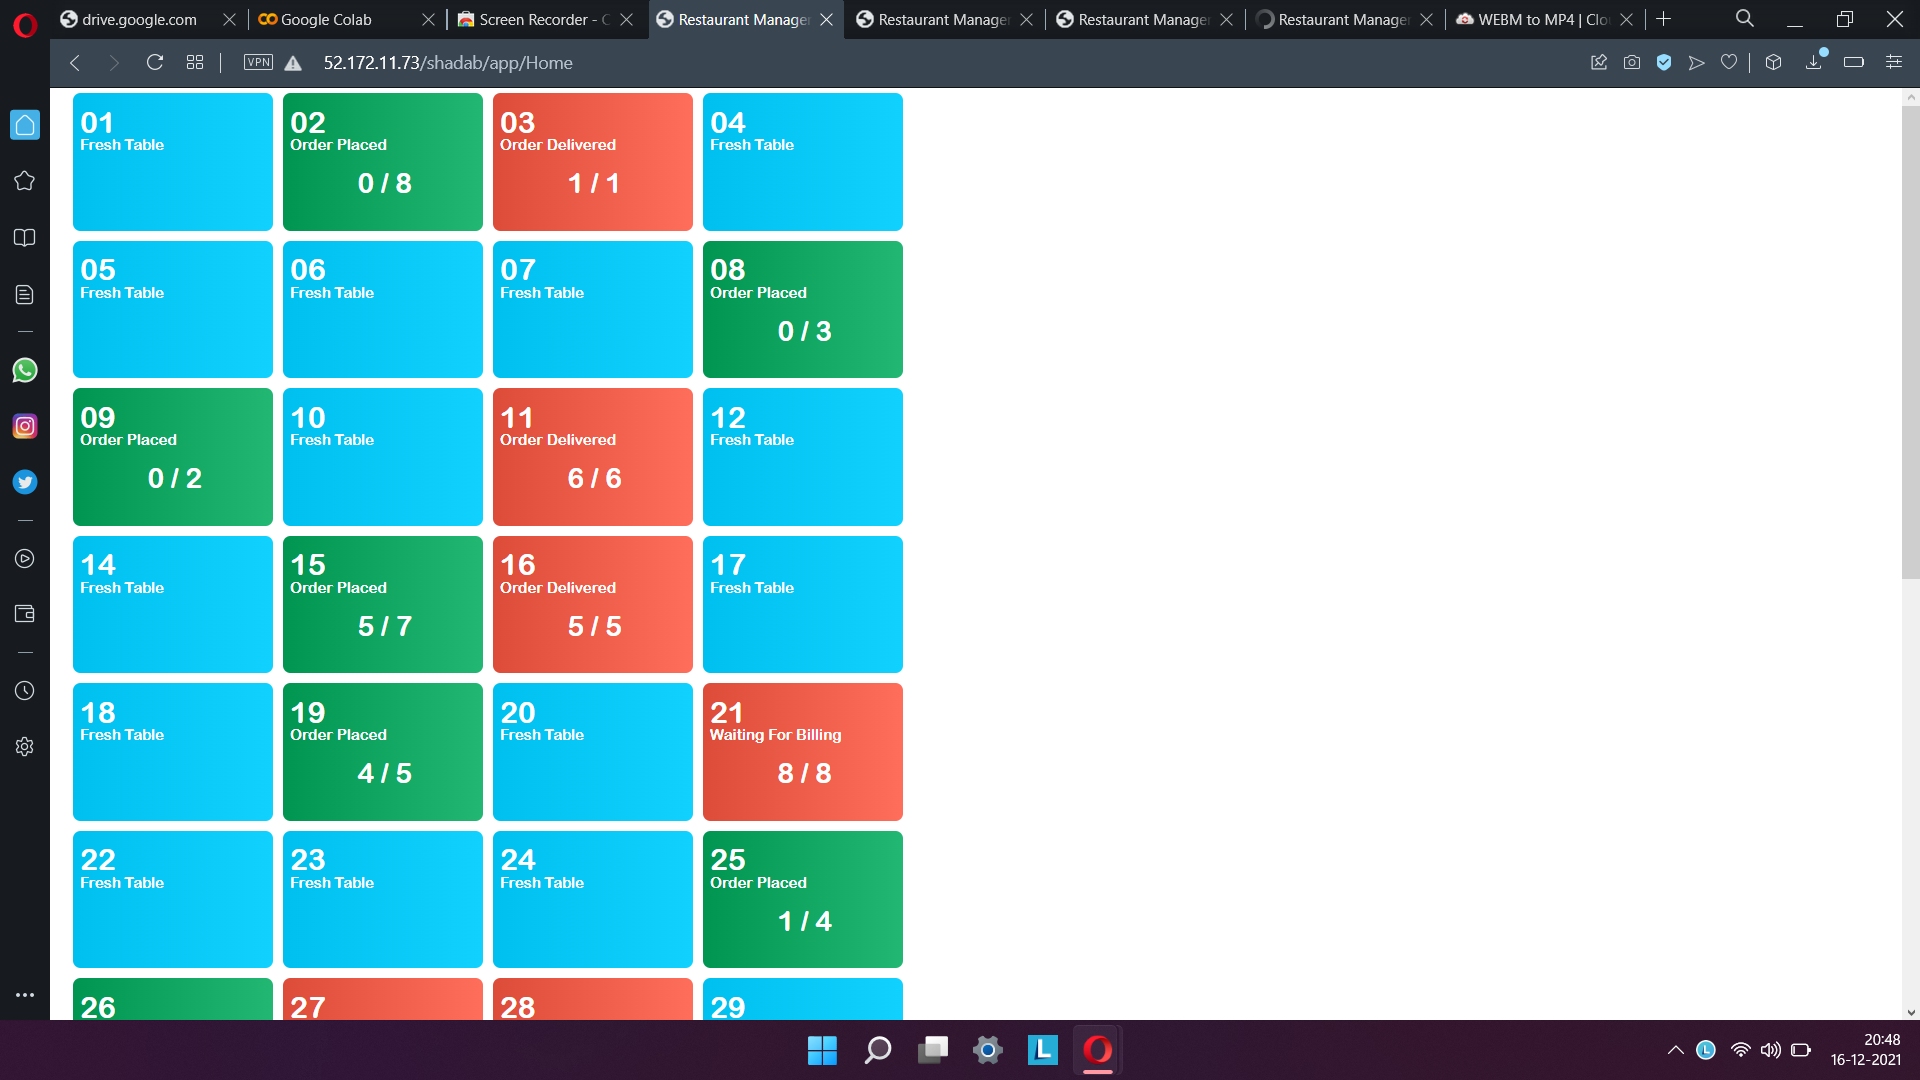 drive.google.com
Google Colab
Screen Recorder - C
Restaurant Manager
Restaurant Manager
Restaurant Manager
Restaurant Manager
WEBM to MP4 | Clo
VPN
52.172.11.73/shadab/app/Home
01
Fresh Table
02
Order Placed
0 / 8
03
Order Delivered
1 / 1
04
Fresh Table
05
Fresh Table
06
Fresh Table
07
Fresh Table
08
Order Placed
0 / 3
09
Order Placed
0 / 2
10
Fresh Table
11
Order Delivered
6 / 6
12
Fresh Table
14
Fresh Table
15
Order Placed
5 / 7
16
Order Delivered
5 / 5
17
Fresh Table
18
Fresh Table
19
Order Placed
4 / 5
20
Fresh Table
21
Waiting For Billing
8 / 8
22
Fresh Table
23
Fresh Table
24
Fresh Table
25
Order Placed
1 / 4
26
27
28
29
L
L
20:48
16-12-2021